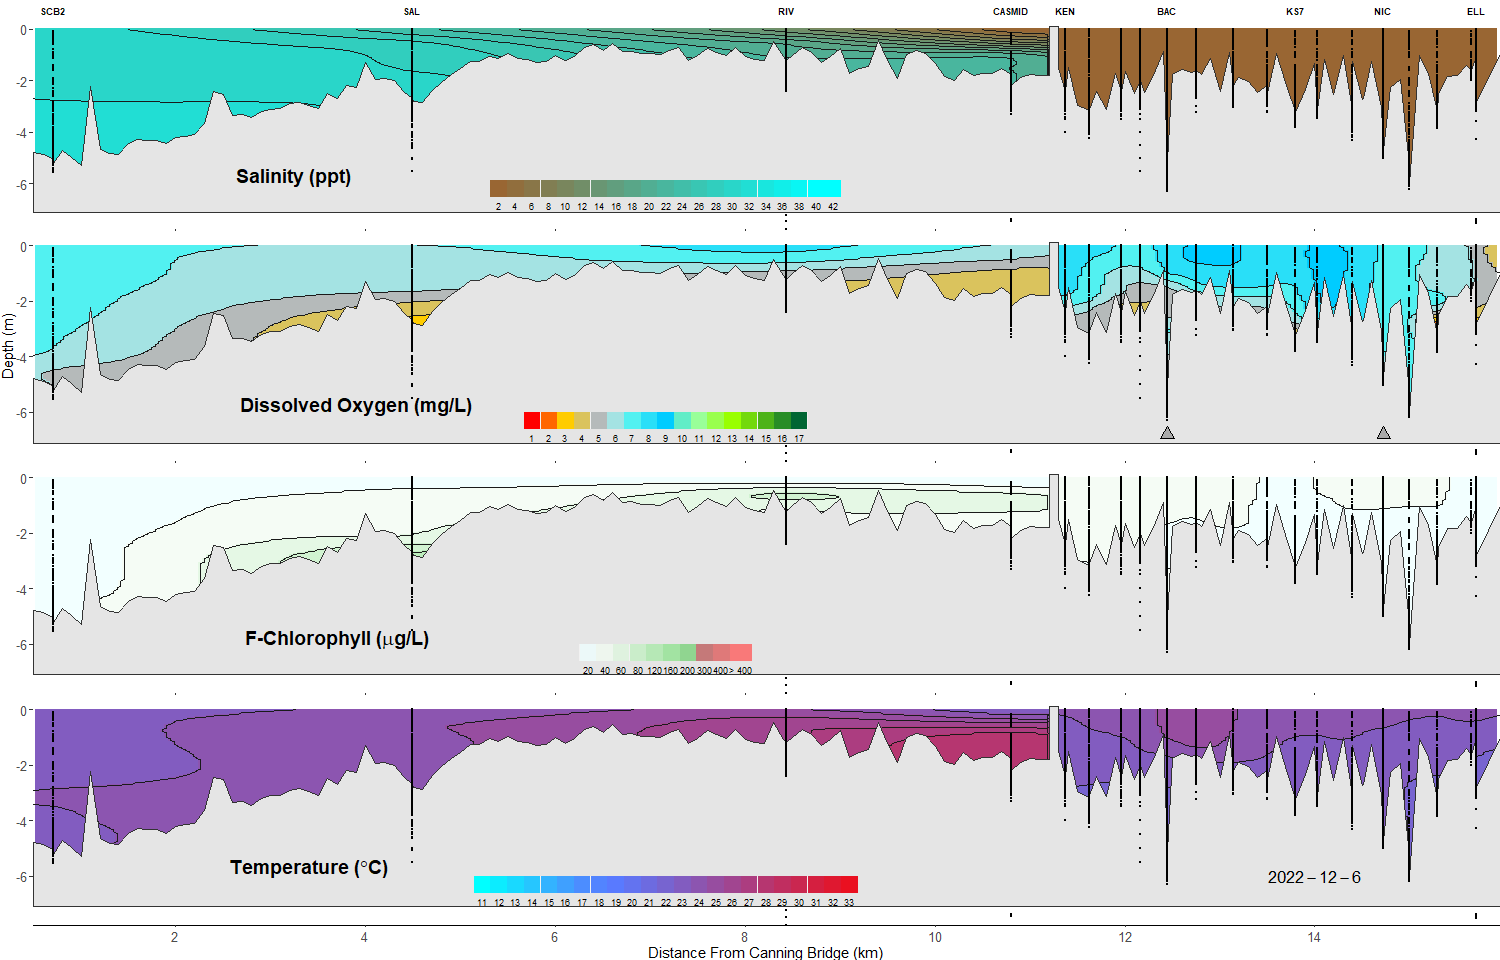 SCB2 SAL RIV CASMID KEN BAC KS7 NIC ELL
0
-2
-4
-6
Salinity (ppt)
2 4 6 8 10 12 14 16 18 20 22 24 26 28 30 32 34 36 38 40 42
0
-2
-4
-6
Depth (m)
Dissolved Oxygen (mg/L)
1 2 3 4 5 6 7 8 9 10 11 12 13 14 15 16 17
0
-2
-4
-6
F-Chlorophyll (μg/L)
20 40 60 80 120 160 200 300 400 > 400
0
-2
-4
-6
Temperature (°C)
11 12 13 14 15 16 17 18 19 20 21 22 23 24 25 26 27 28 29 30 31 32 33
2022 – 12 – 6
2 4 6 8 10 12 14
Distance From Canning Bridge (km)